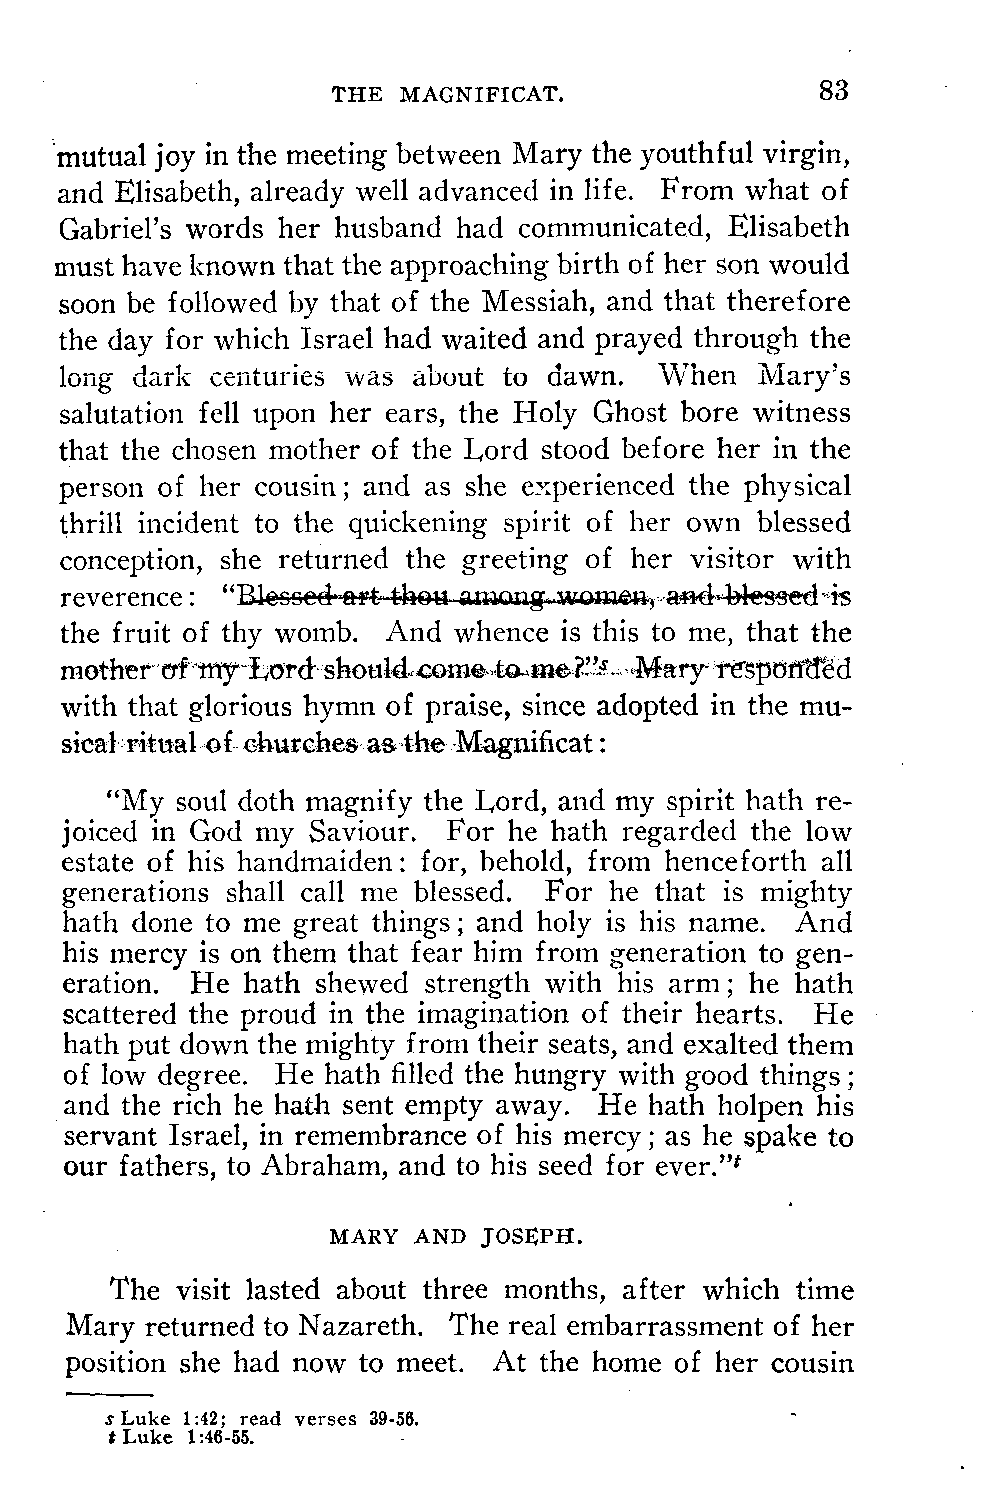 THE MAGNIFICAT. 83
mutual joy in the meeting between Mary the youthful virgin,
and Elisabeth, already well advanced in life. From what of
Gabriel's words her husband had communicated, Elisabeth
must have known that the approaching birth of her son would
soon be followed by that of the Messiah, and that therefore
the day for which Israel had waited and prayed through the
long dark centuries was about to dawn. When Mary's
salutation fell upon her ears, the Holy Ghost bore witness
that the chosen mother of the Lord stood before her in the
person of her cousin; and as she experienced the physical
thrill incident to the quickening spirit of her own blessed
conception, she returned the greeting of her visitor with
reverence: "Blessed art thou among women, and blessed is
the fruit of thy womb. And whence is this to me, that the
mother of my Lord should come to me?"s Mary responded
with that glorious hymn of praise, since adopted in the mu-
sical ritual of churches as the Magnificat:
"My soul doth magnify the Lord, and my spirit hath re-
joiced in God my Saviour. For he hath regarded the low
estate of his handmaiden: for, behold, from henceforth all
generations shall call me blessed. For he that is mighty
hath done to me great things; and holy is his name. And
his mercy is on them that fear him from generation to gen-
eration. He hath shewed strength with his arm; he hath
scattered the proud in the imagination of their hearts. He
hath put down the mighty from their seats, and exalted them
of low degree. He hath filled the hungry with good things;
and the rich he hath sent empty away. He hath holpen his
servant Israel, in remembrance of his mercy; as he spake to
our fathers, to Abraham, and to his seed for ever."t
MARY AND JOSEPH.
The visit lasted about three months, after which time
Mary returned to Nazareth. The real embarrassment of her
position she had now to meet. At the home of her cousin
s Luke 1:42; read verses 39-56.
t Luke 1:46-55.